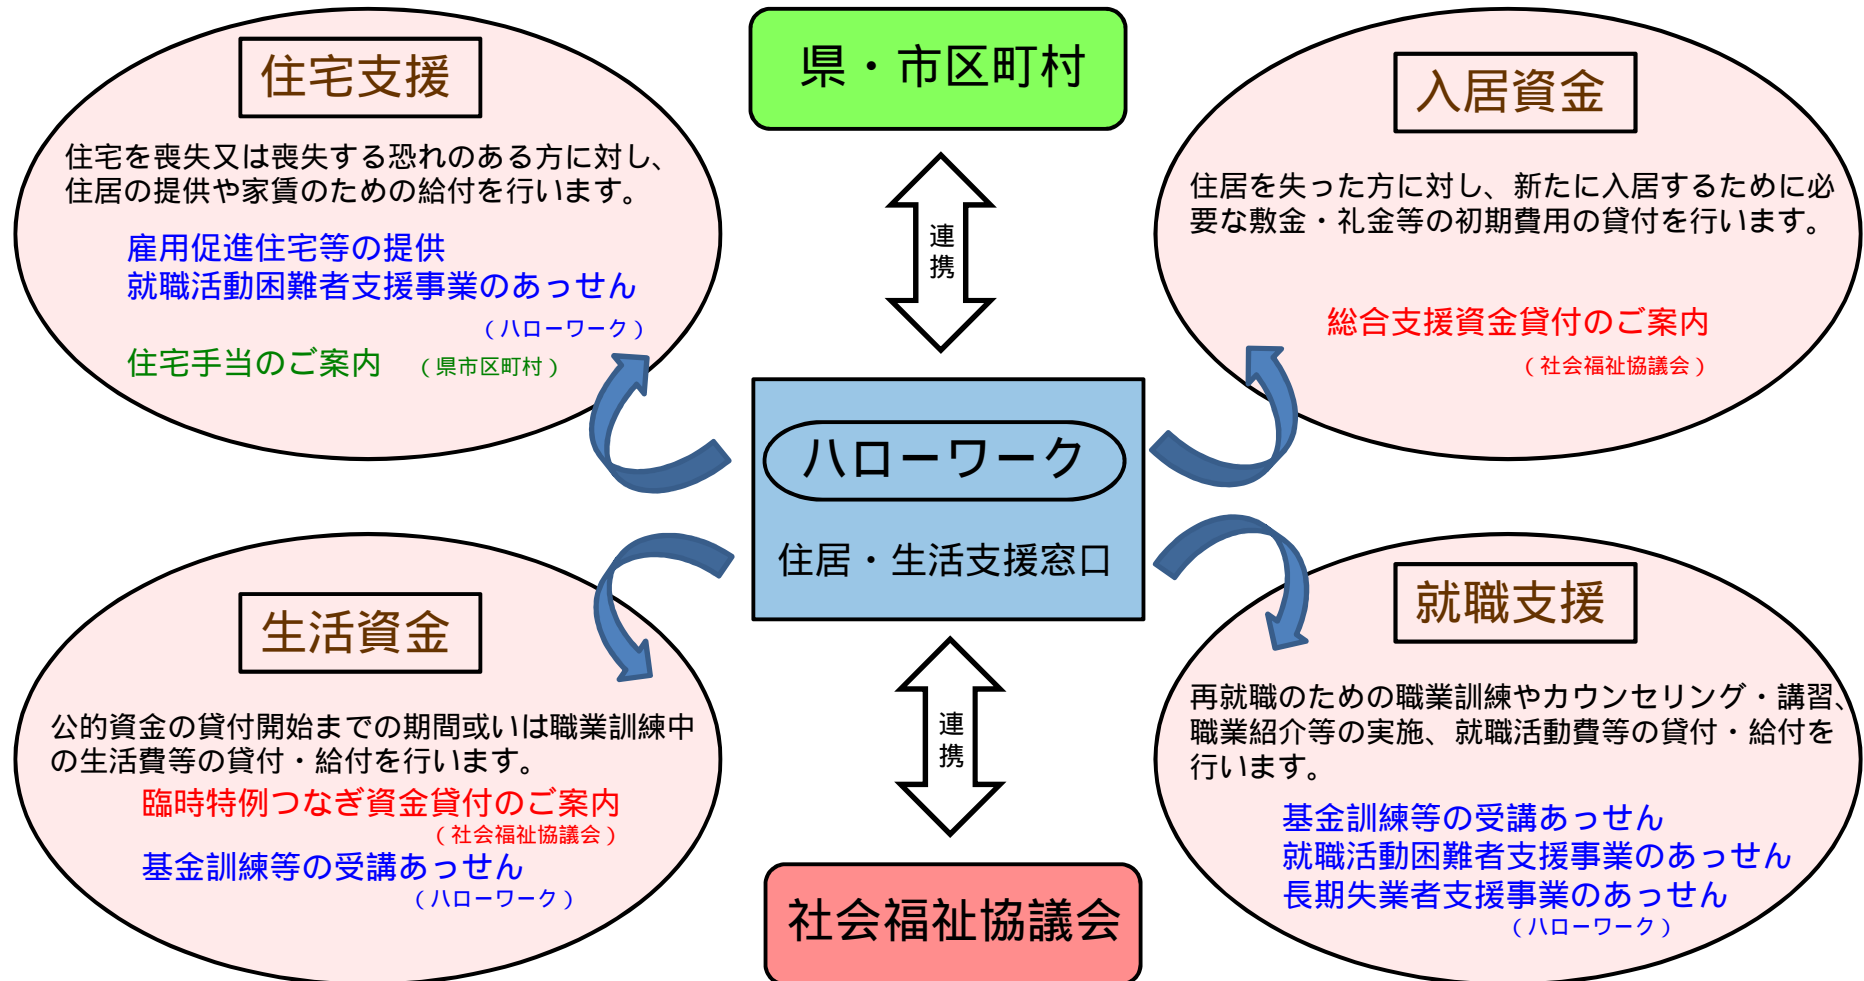 住宅支援
住宅を喪失又は喪失する恐れのある方に対し、
住居の提供や家賃のための給付を行います。
雇用促進住宅等の提供
就職活動困難者支援事業のあっせん
（ハローワーク）
住宅手当のご案内　（県市区町村）
県・市区町村
連携
入居資金
住居を失った方に対し、新たに入居するために必
要な敷金・礼金等の初期費用の貸付を行います。
総合支援資金貸付のご案内
（社会福祉協議会）
ハローワーク
住居・生活支援窓口
生活資金
公的資金の貸付開始までの期間或いは職業訓練中
の生活費等の貸付・給付を行います。
臨時特例つなぎ資金貸付のご案内
（社会福祉協議会）
基金訓練等の受講あっせん
（ハローワーク）
連携
社会福祉協議会
就職支援
再就職のための職業訓練やカウンセリング・講習、
職業紹介等の実施、就職活動費等の貸付・給付を
行います。
基金訓練等の受講あっせん
就職活動困難者支援事業のあっせん
長期失業者支援事業のあっせん
（ハローワーク）